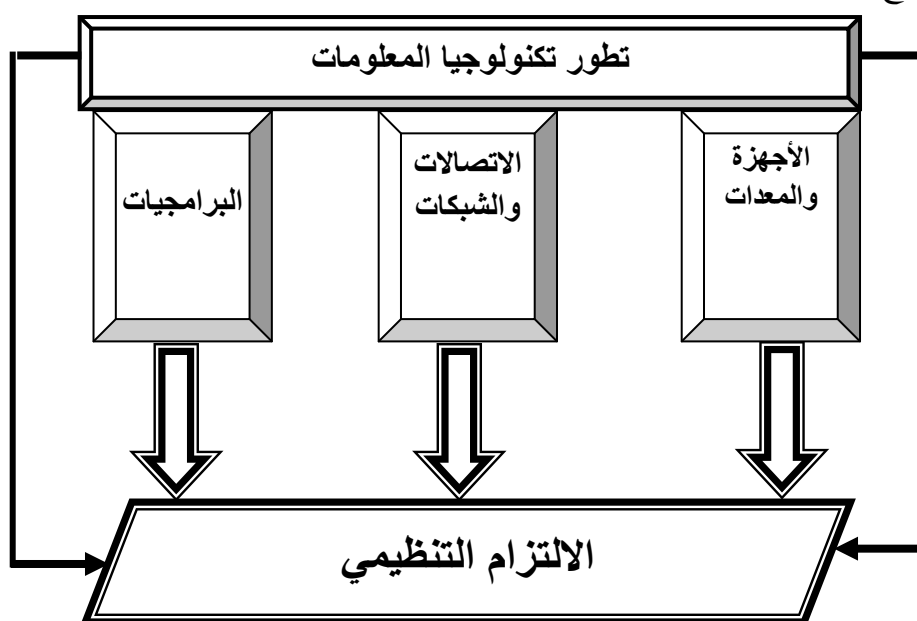 تطور تكنولوجيا المعلومات
الأجهزة
والمعدات
الاتصالات
والشبكات
البرامجيات
الالتزام التنظيمي